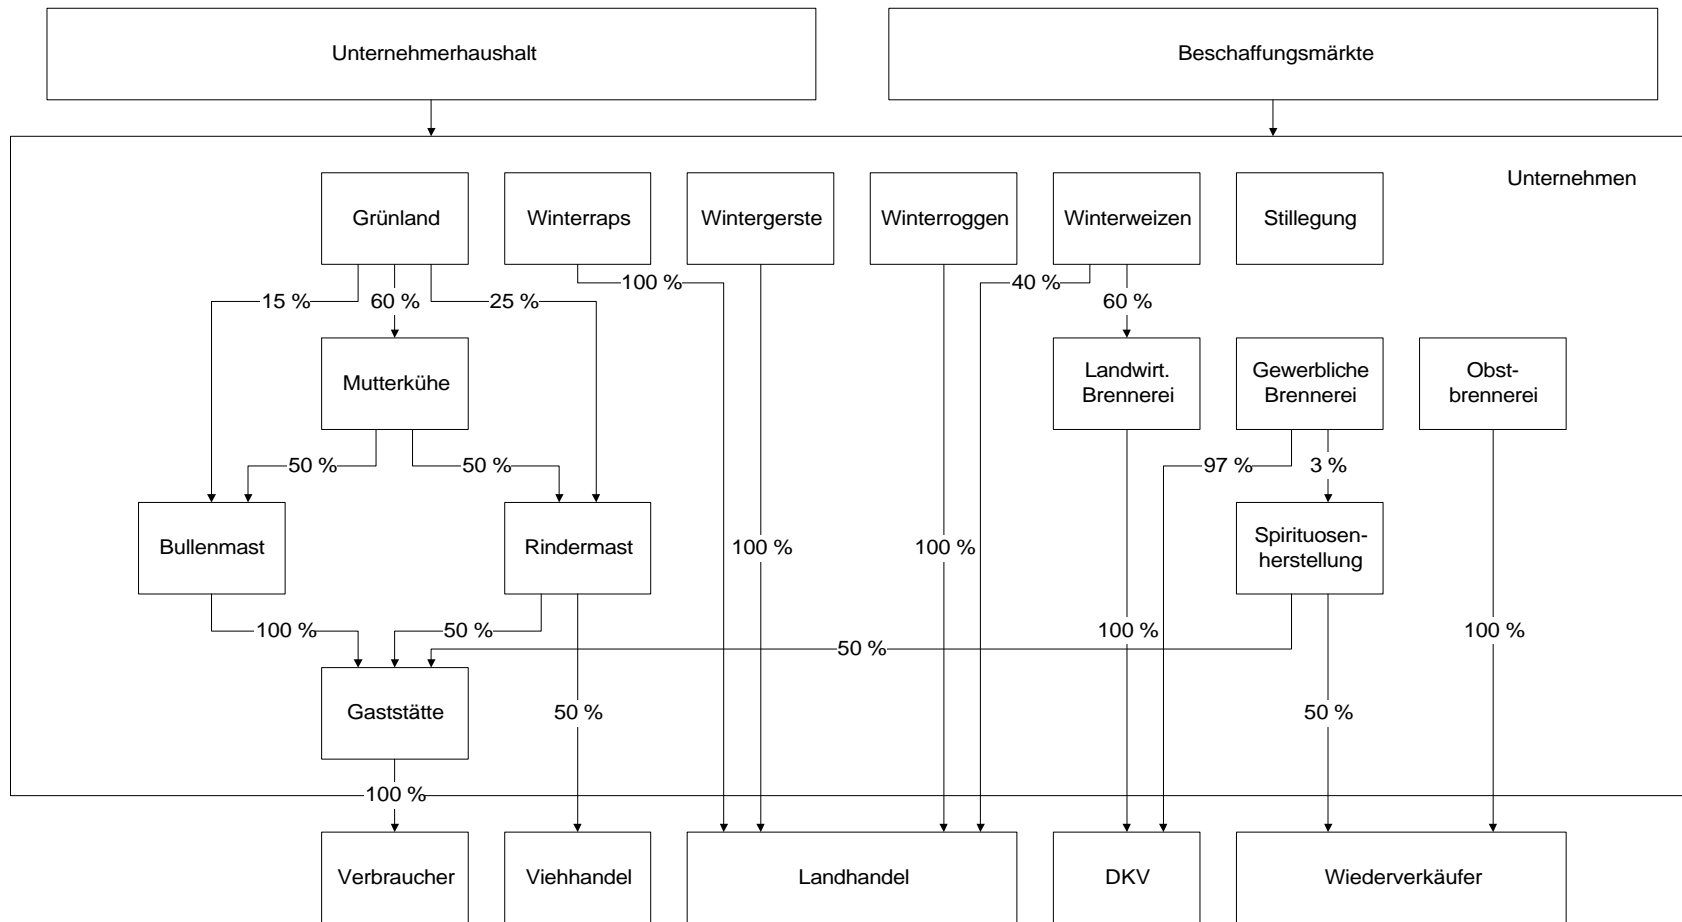 Unternehmerhaushalt
Beschaffungsmärkte
Unternehmen
Grünland
Winterraps
Wintergerste
Winterroggen
Winterweizen
Stillegung
100 %
40 %
15 %
60 %
25 %
60 %
Mutterkühe
Landwirt.
Brennerei
Gewerbliche
Brennerei
Obst-
brennerei
50 %
50 %
97 %
3 %
Bullenmast
Rindermast
100 %
100 %
Spirituosen-
herstellung
100 %
50 %
100 %
100 %
50 %
Gaststätte
50 %
50 %
100 %
Verbraucher
Viehhandel
Landhandel
DKV
Wiederverkäufer